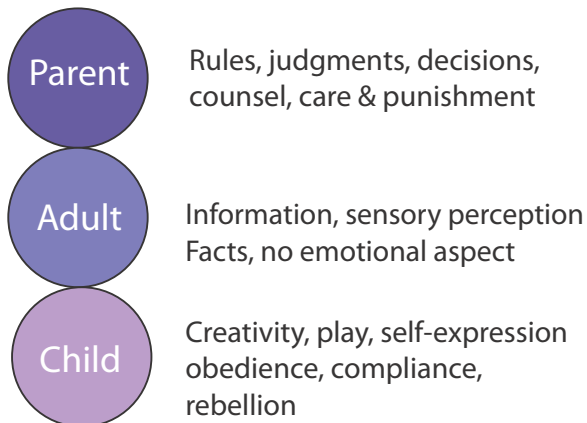 Parent
Rules, judgments, decisions,
counsel, care & punishment
Adult
Information, sensory perception
Facts, no emotional aspect
Child
Creativity, play, self-expression
obedience, compliance,
rebellion